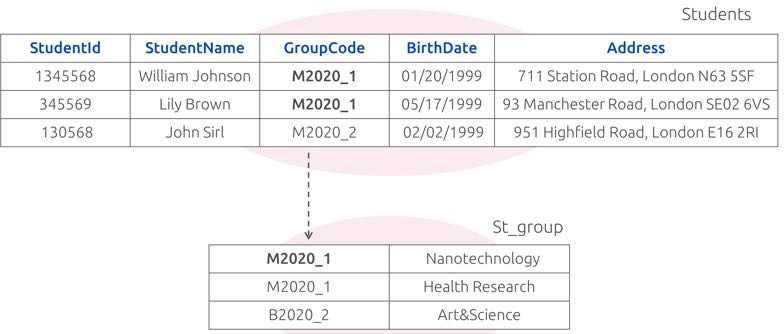 Students
StudentId StudentName GroupCode BirthDate Address
1345568 William Johnson M2020_1 01/20/1999 711 Station Road, London N63 5SF
345569 Lily Brown M2020_1 05/17/1999 93 Manchester Road, London SE02 6VS
130568 John Sirl M2020_2 02/02/1999 951 Highfield Road, London E16 2RI
St_group
M2020_1 Nanotechnology
M2020_1 Health Research
B2020_2 Art&Science